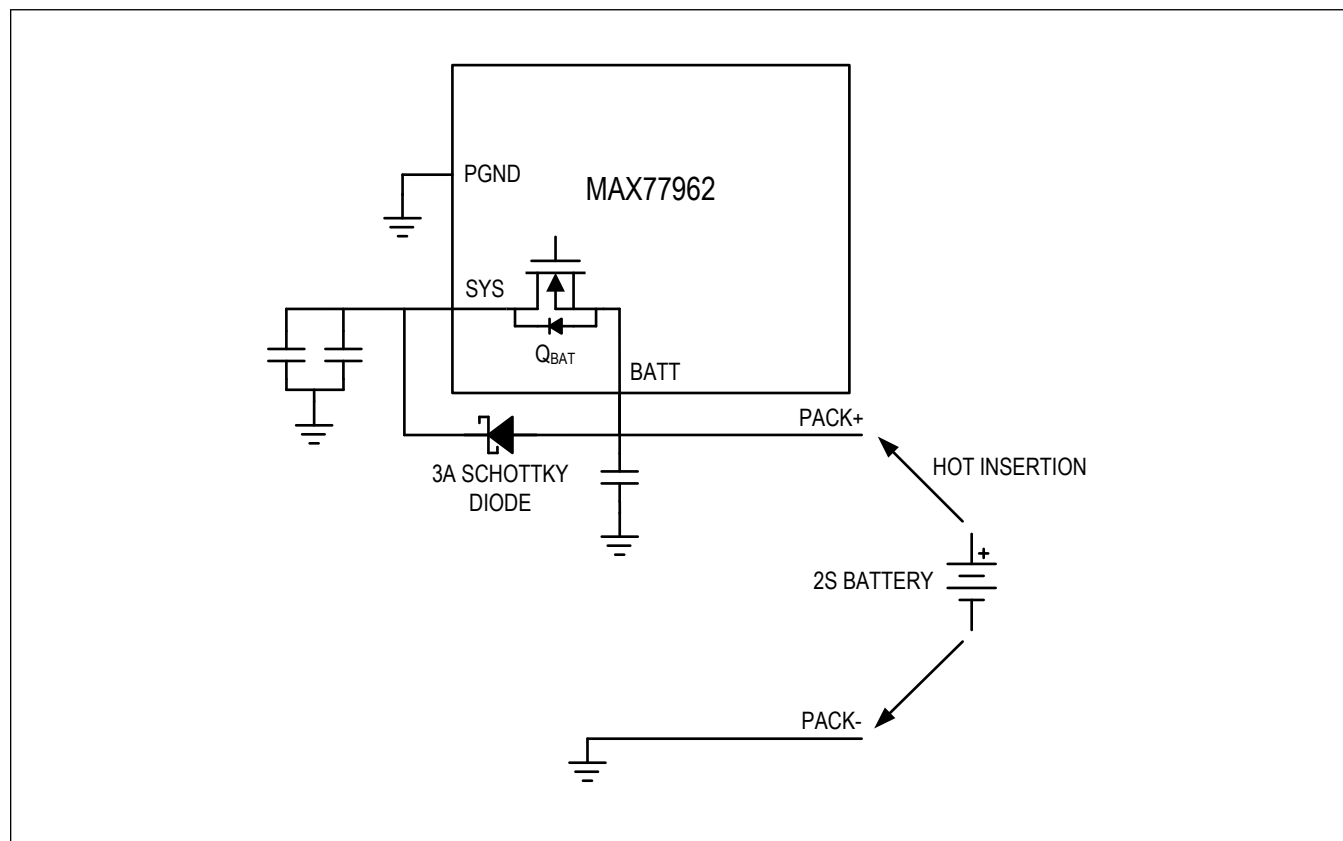 PGND
MAX77962
SYS
QBAT
BATT
PACK+
3A SCHOTTKY
DIODE
HOT INSERTION
+
2S BATTERY
PACK-